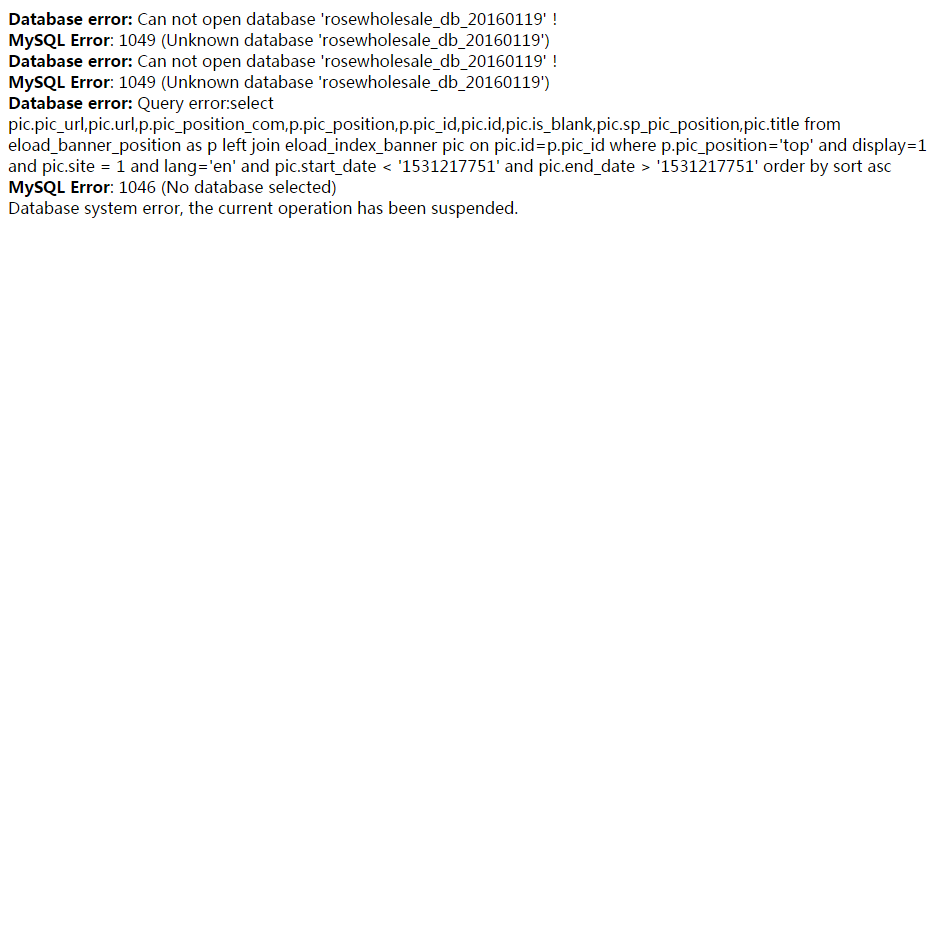 Database error: Can not open database 'rosewholesale_db_20160119' !
MySQL Error: 1049 (Unknown database 'rosewholesale_db_20160119')
Database error: Can not open database 'rosewholesale_db_20160119' !
MySQL Error: 1049 (Unknown database 'rosewholesale_db_20160119')
Database error: Query error:select
pic.pic_url,pic.url,p.pic_position_com,p.pic_position,p.pic_id,pic.id,pic.is_blank,pic.sp_pic_position,pic.title from
eload_banner_position as p left join eload_index_banner pic on pic.id=p.pic_id where p.pic_position='top' and display=1
and pic.site = 1 and lang='en' and pic.start_date < '1531217751' and pic.end_date > '1531217751' order by sort asc
MySQL Error: 1046 (No database selected)
Database system error, the current operation has been suspended.